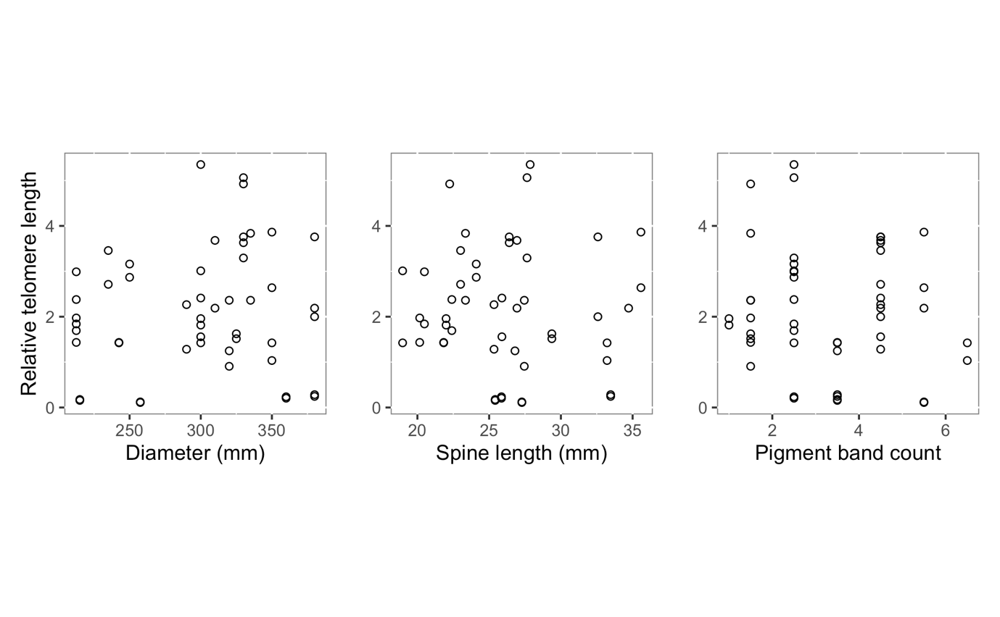 Relative telomere length
4
2
0
250 300 350
Diameter (mm)
4
2
0
20 25 30 35
Spine length (mm)
4
2
0
2 4 6
Pigment band count